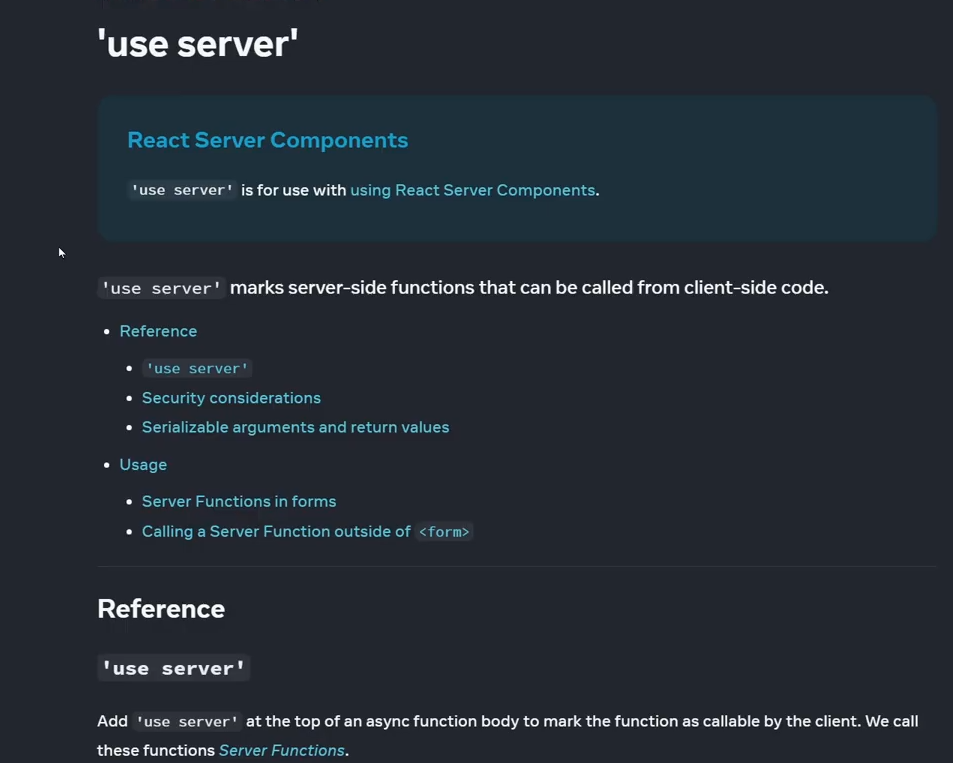 'use server'
React Server Components
'use server' is for use with using React Server Components.
'use server' marks server-side functions that can be called from client-side code.
Reference
'use server'
Security considerations
Serializable arguments and return values
Usage
Server Functions in forms
Calling a Server Function outside of <form>
Reference
'use server'
Add 'use server' at the top of an async function body to mark the function as callable by the client. We call
these functions Server Functions.